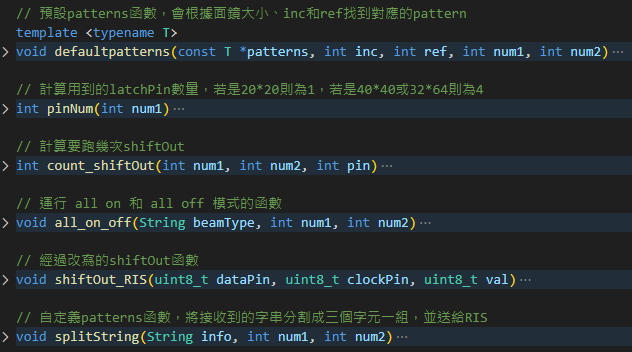 // 預設patterns函數，會根據面鏡大小、inc和ref找到對應的pattern
template <typename T>
void defaultpatterns(const T *patterns, int inc, int ref, int num1, int num2)…
// 計算用到的latchPin數量，若是20*20則為1，若是40*40或32*64則為4
int pinNum(int num1)…
// 計算要跑幾次shiftOut
int count_shiftOut(int num1, int num2, int pin)…
// 運行 all on 和 all off 模式的函數
void all_on_off(String beamType, int num1, int num2)…
// 經過改寫的shiftOut函數
void shiftOut_RIS(uint8_t dataPin, uint8_t clockPin, uint8_t val)…
// 自定義patterns函數，將接收到的字串分割成三個字元一組，並送給RIS
void splitString(String info, int num1, int num2)…